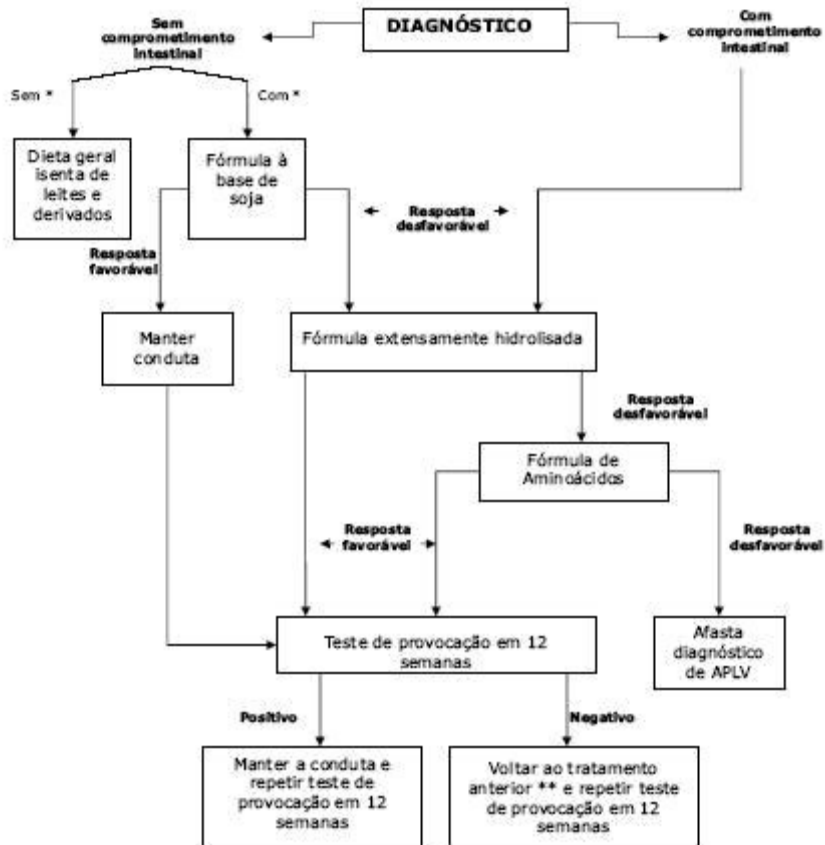 DIAGNÓSTICO
Sem
comprometimento
intestinal
Com
comprometimento
intestinal
Sem *
Com *
Dieta geral
isenta de
leites e
derivados
Fórmula à
base de
soja
Resposta
desfavorável
Resposta
favorável
Manter
conduta
Fórmula extensamente hidrolisada
Resposta
desfavorável
Fórmula de
Aminoácidos
Resposta
favorável
Resposta
desfavorável
Teste de provocação em 12
semanas
Afasta
diagnóstico
de APLV
Positivo
Negativo
Manter a conduta e
repetir teste de
provocação em 12
semanas
Voltar ao tratamento
anterior ** e repetir teste
de provocação em 12
semanas